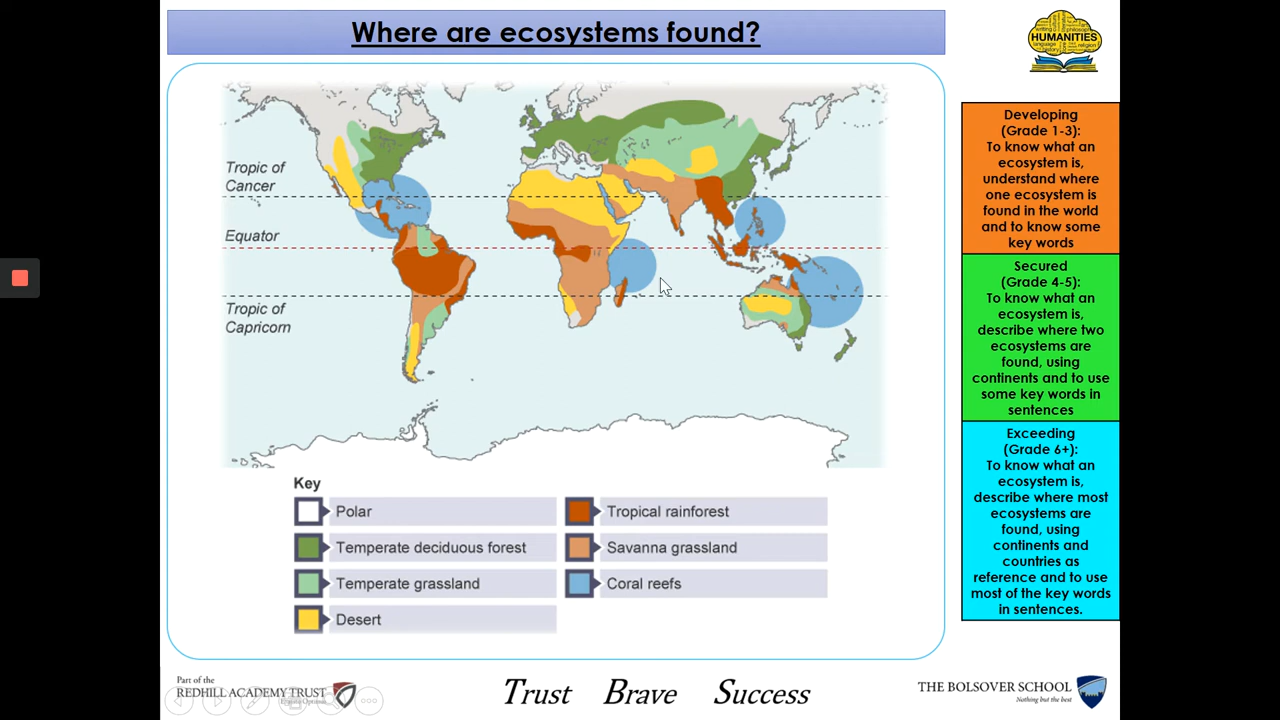 Where are ecosystems found?
HUMANITIES
Tropic of
Cancer
Equator
Tropic of
Capricorn
Key
Polar
Temperate deciduous forest
Temperate grassland
Desert
Tropical rainforest
Savanna grassland
Coral reefs
Developing
(Grade 1-3):
To know what an
ecosystem is,
understand where
one ecosystem is
found in the world
and to know some
key words
Secured
(Grade 4-5):
To know what an
ecosystem is,
describe where two
ecosystems are
found, using
continents and to use
some key words in
sentences
Exceeding
(Grade 6+):
To know what an
ecosystem is,
describe where most
ecosystems are
found, using
continents and
countries as
reference and to use
most of the key words
in sentences.
Part of the
REDHILL ACADEMY TRUST
Trust Brave Success
THE BOLSOVER SCHOOL
Nothing but the best